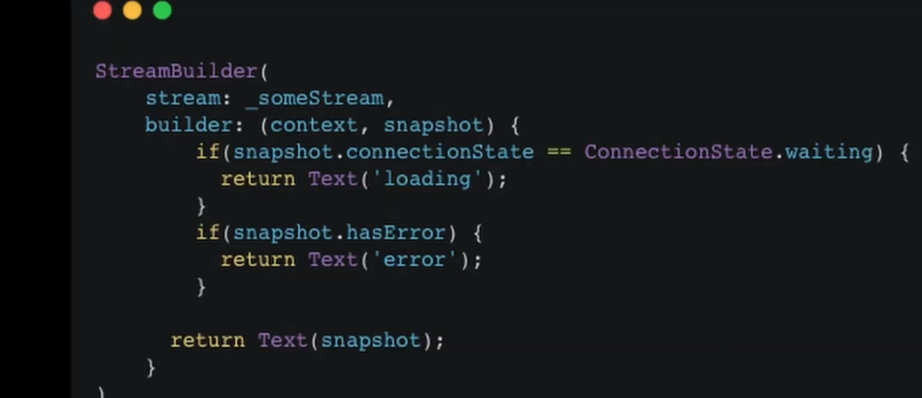 StreamBuilder(
    stream: _someStream,
    builder: (context, snapshot) {
        if(snapshot.connectionState == ConnectionState.waiting) {
          return Text('loading');
        }
        if(snapshot.hasError) {
          return Text('error');
        }

      return Text(snapshot);
    }
)